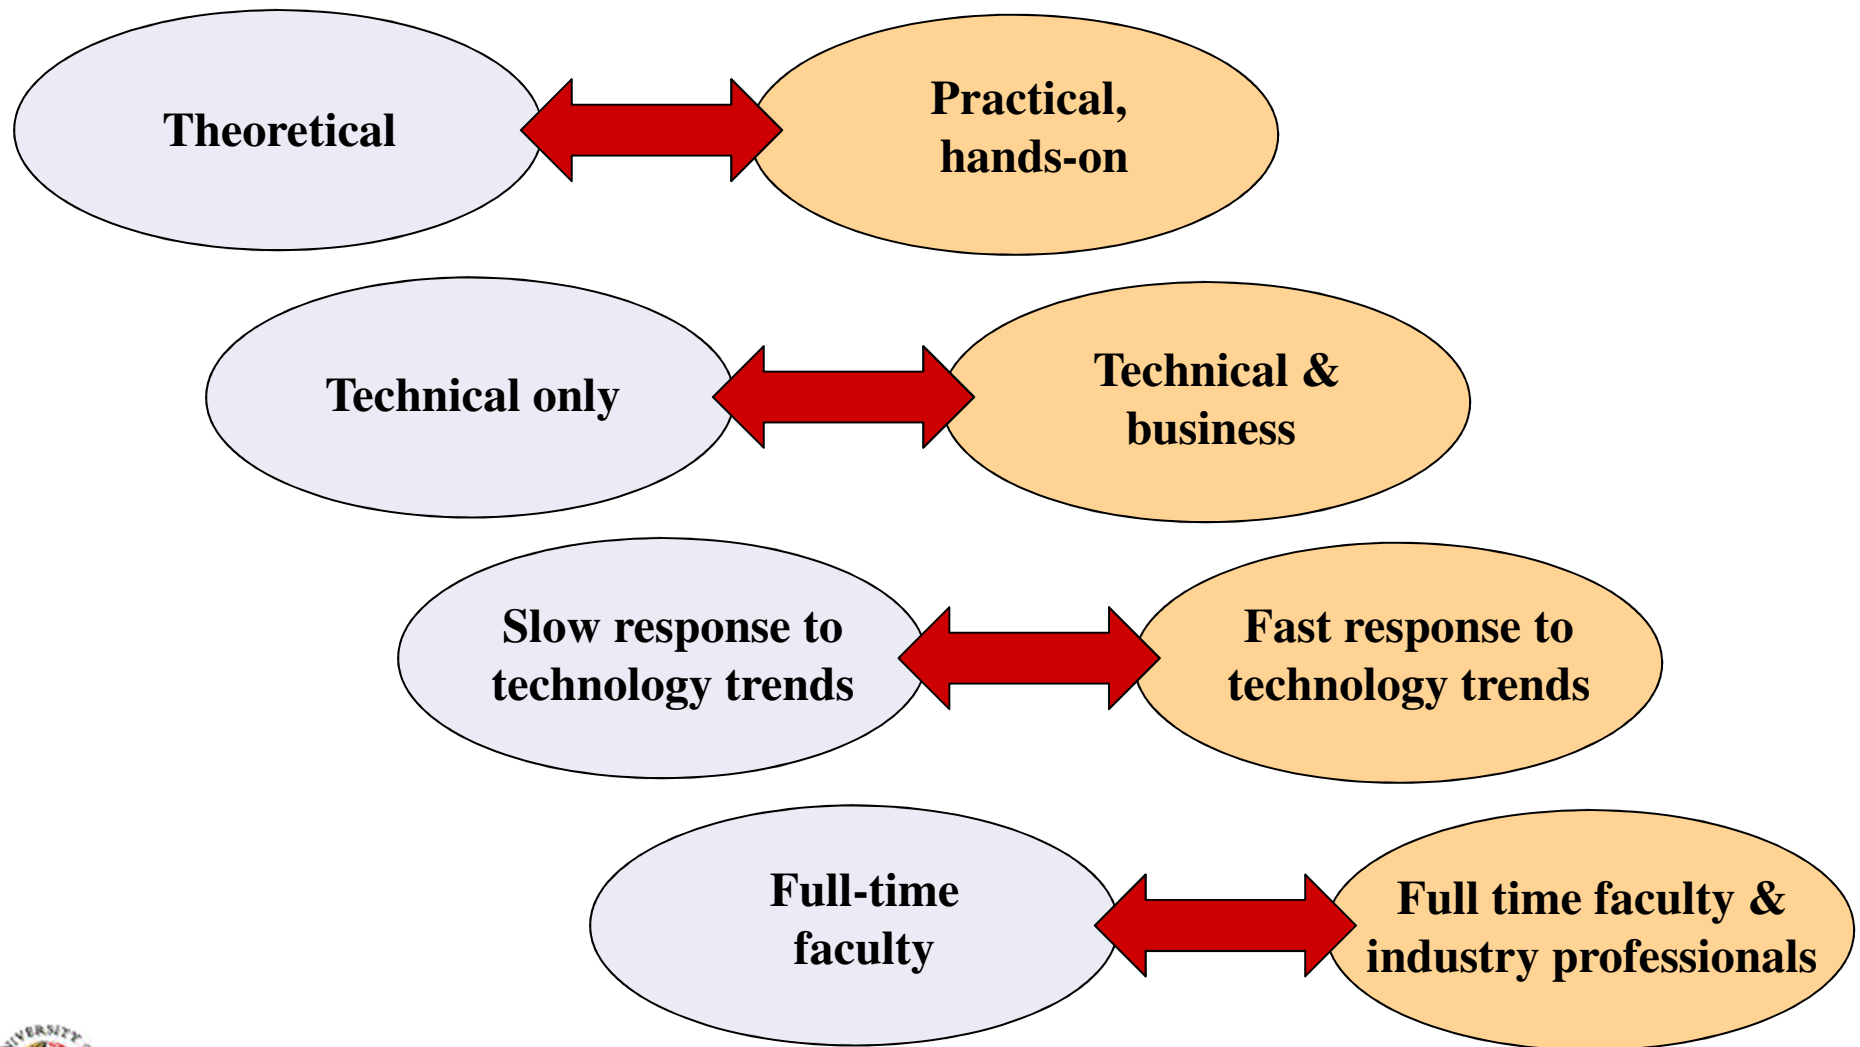 Theoretical
Practical,
hands-on
Technical only
Technical &
business
Slow response to
technology trends
Fast response to
technology trends
Full-time
faculty
Full time faculty &
industry professionals